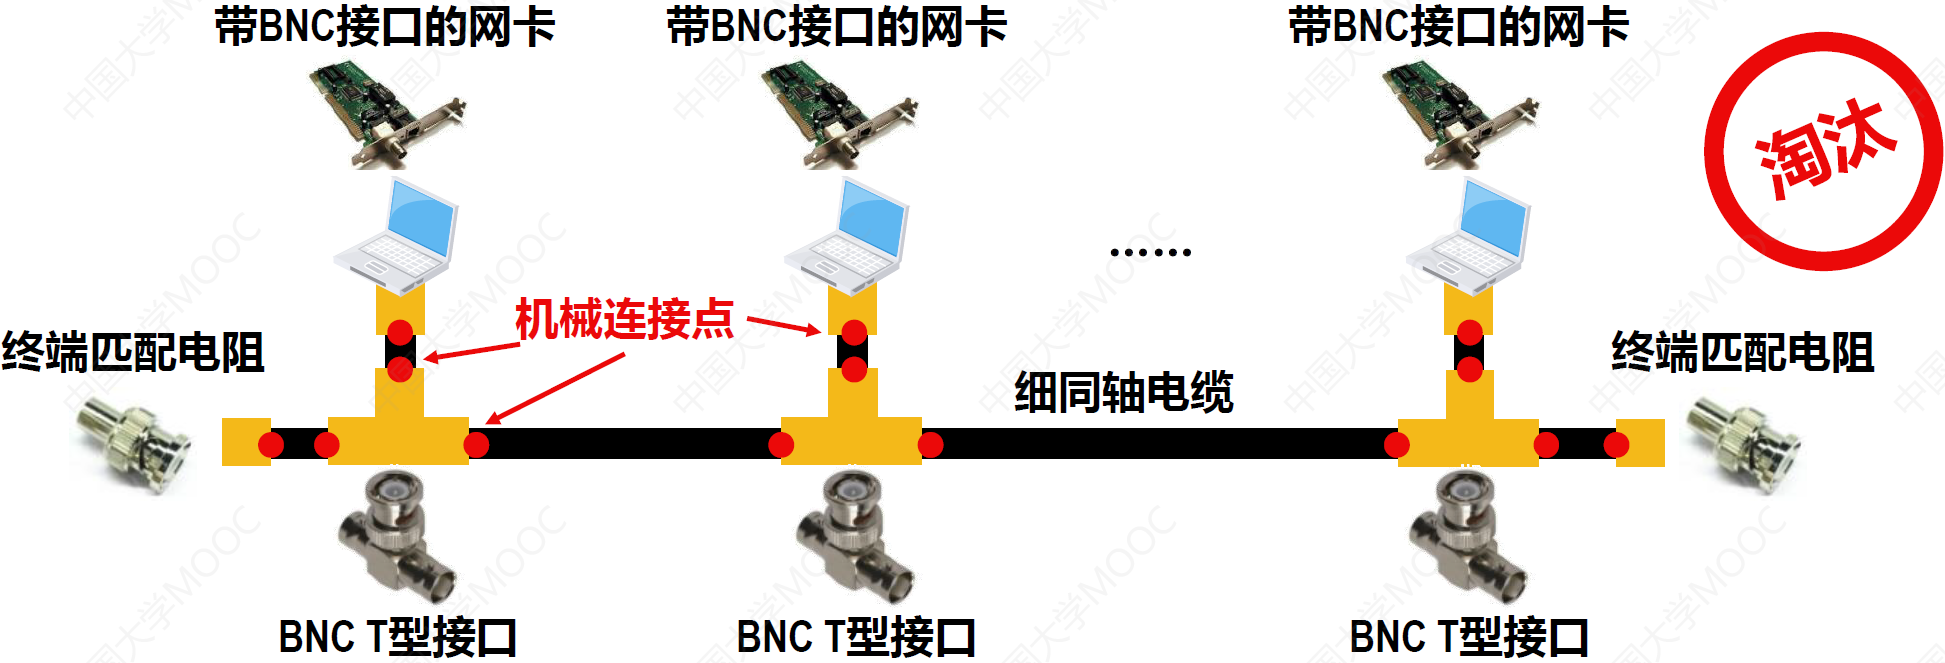 带BNC接口的网卡
带BNC接口的网卡
带BNC接口的网卡
淘汰
......
机械连接点
终端匹配电阻
终端匹配电阻
细同轴电缆
BNC T型接口
BNC T型接口
BNC T型接口
中国大学MOOC